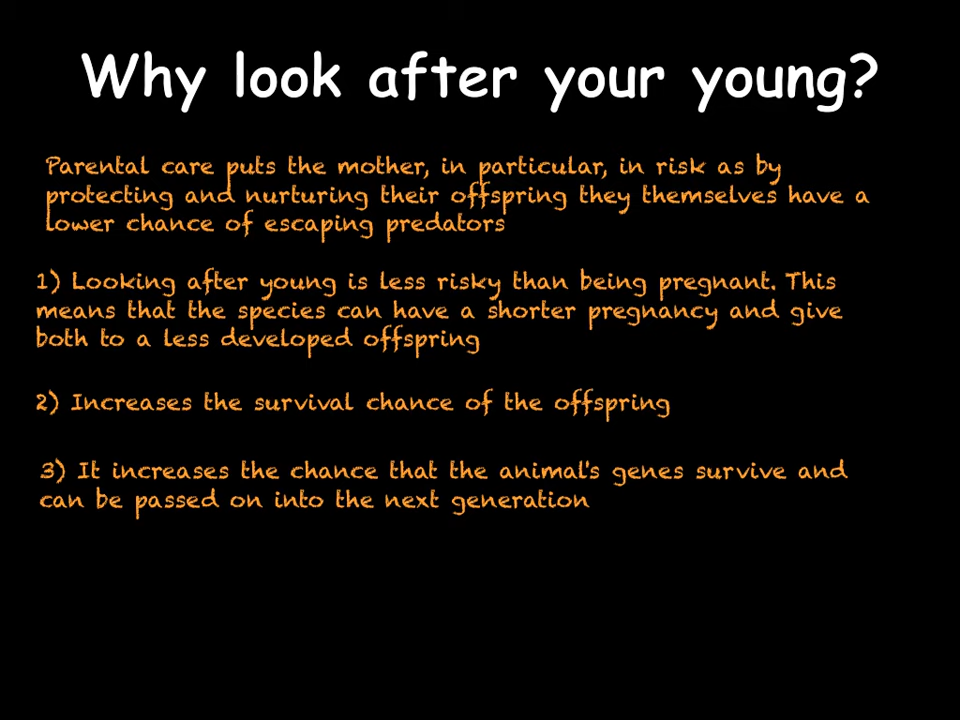 Why look after your young?
Parental care puts the mother, in particular, in risk as by
protecting and nurturing their offspring they themselves have a
lower chance of escaping predators
1) Looking after young is less risky than being pregnant. This
means that the species can have a shorter pregnancy and give
both to a less developed offspring
2) Increases the survival chance of the offspring
3) It increases the chance that the animal's genes survive and
can be passed on into the next generation